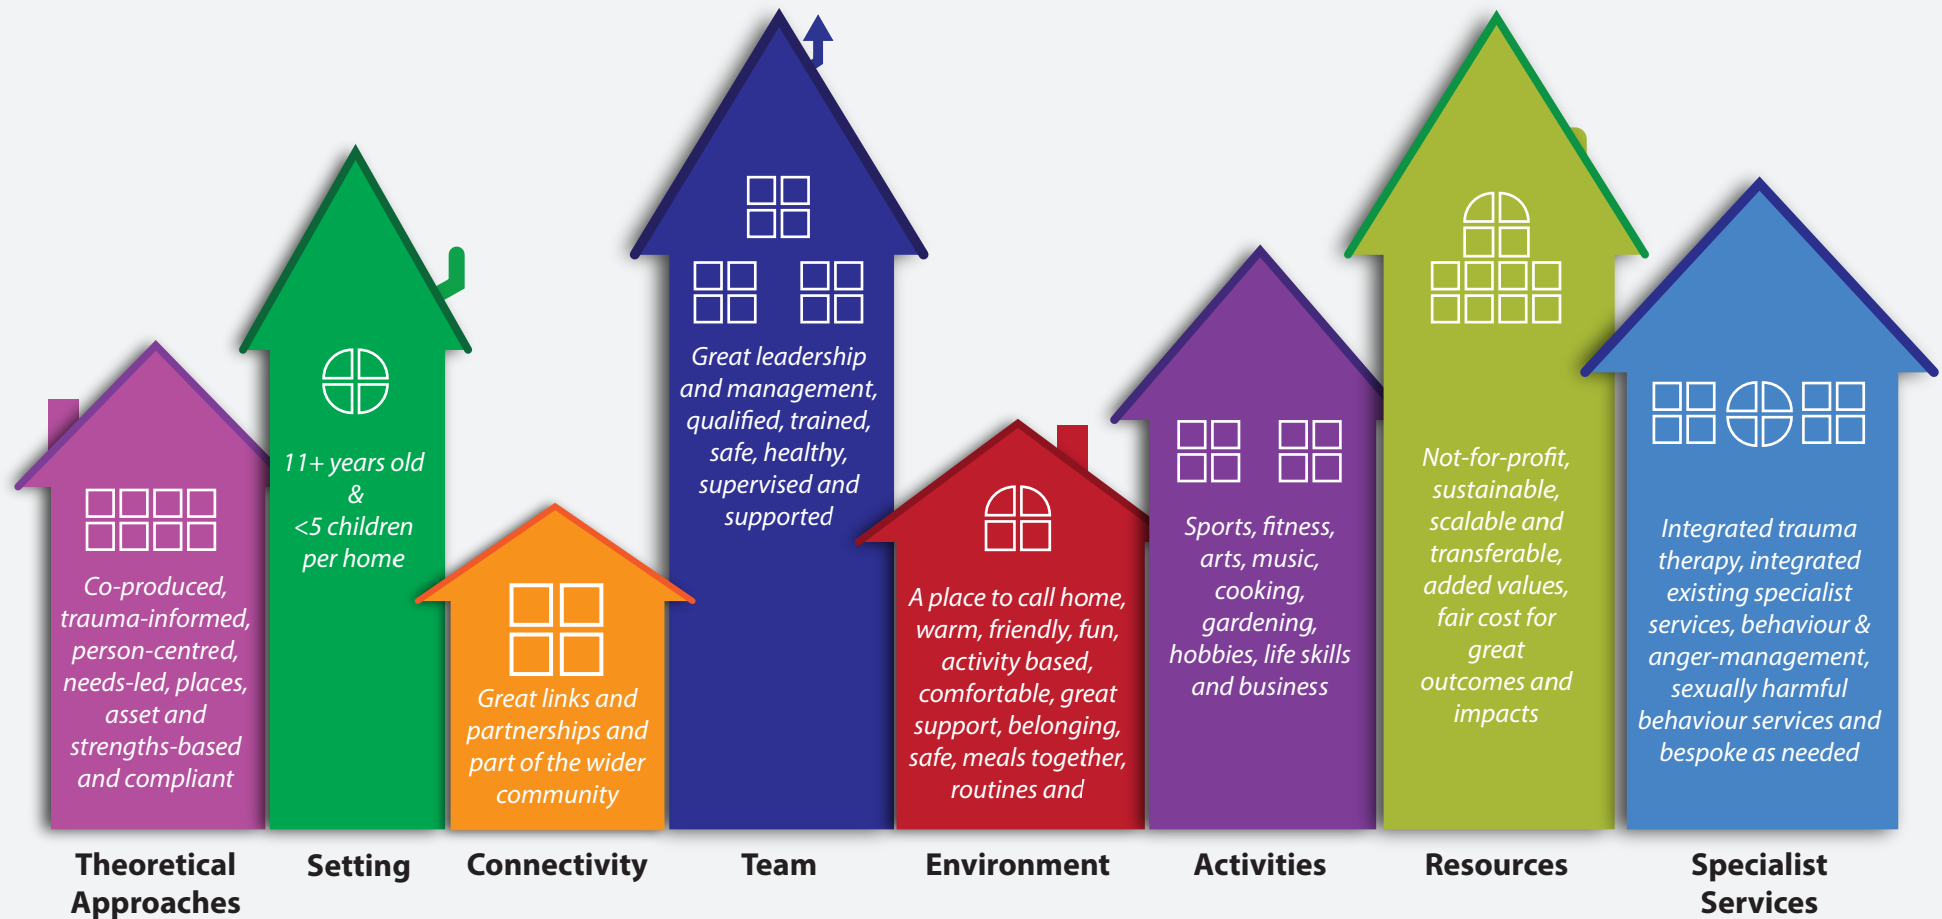 Co-produced,
trauma-informed,
person-centred,
needs-led, places,
asset and
strengths-based
and compliant
Theoretical
Approaches
11+ years old
&
<5 children
per home
Setting
Great links and
partnerships and
part of the wider
community
Connectivity
Great leadership
and management,
qualified, trained,
safe, healthy,
supervised and
supported
Team
A place to call home,
warm, friendly, fun,
activity based,
comfortable, great
support, belonging,
safe, meals together,
routines and
Environment
Sports, fitness,
arts, music,
cooking,
gardening,
hobbies, life skills
and business
Activities
Not-for-profit,
sustainable,
scalable and
transferable,
added values,
fair cost for
great
outcomes and
impacts
Resources
Integrated trauma
therapy, integrated
existing specialist
services, behaviour &
anger-management,
sexually harmful
behaviour services and
bespoke as needed
Specialist
Services